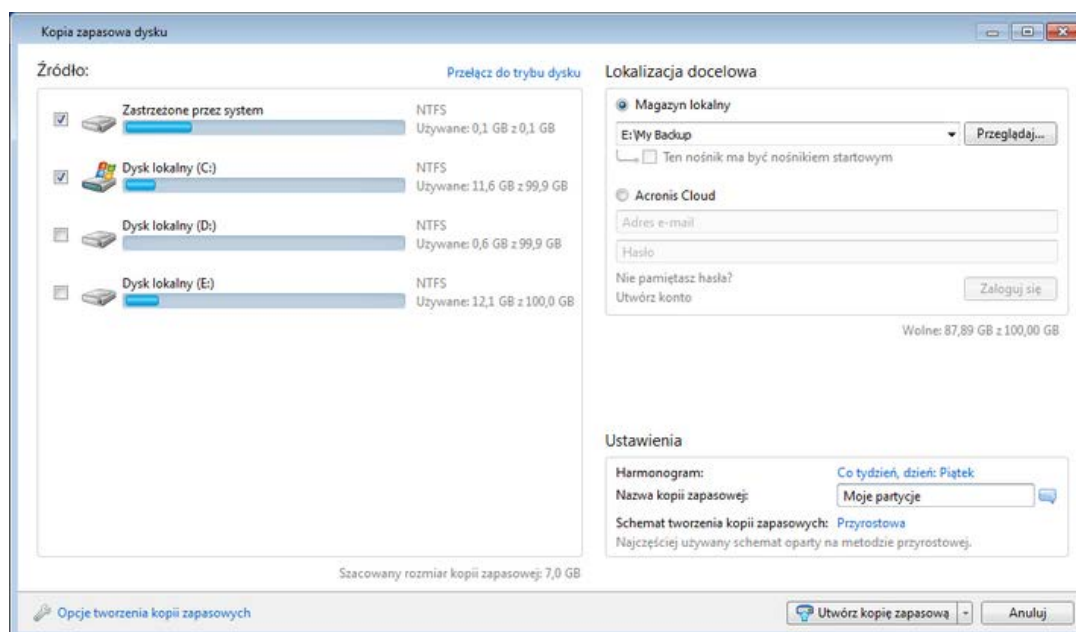 Kopia zapasowa dysku
Źródło:
Przełącz do trybu dysku
Zastrzeżone przez system
NTFS
Używane: 0,1 GB z 0,1 GB
Dysk lokalny (C:)
NTFS
Używane: 11,6 GB z 99,9 GB
Dysk lokalny (D:)
NTFS
Używane: 0,6 GB z 99,9 GB
Dysk lokalny (E:)
NTFS
Używane: 12,1 GB z 100,0 GB
Szacowany rozmiar kopii zapasowej: 7,0 GB
Lokalizacja docelowa
Magazyn lokalny
E:\My Backup
Przeglądaj...
Ten nośnik ma być nośnikiem startowym
Acronis Cloud
Adres e-mail
Hasło
Nie pamiętasz hasła?
Utwórz konto
Zaloguj się
Wolne: 87,89 GB z 100,00 GB
Ustawienia
Harmonogram: Co tydzień, dzień: Piątek
Nazwa kopii zapasowej: Moje partycje
Schemat tworzenia kopii zapasowych: Przyrostowa
Najczęściej używany schemat oparty na metodzie przyrostowej.
Opcje tworzenia kopii zapasowych
Utwórz kopię zapasową
Anuluj